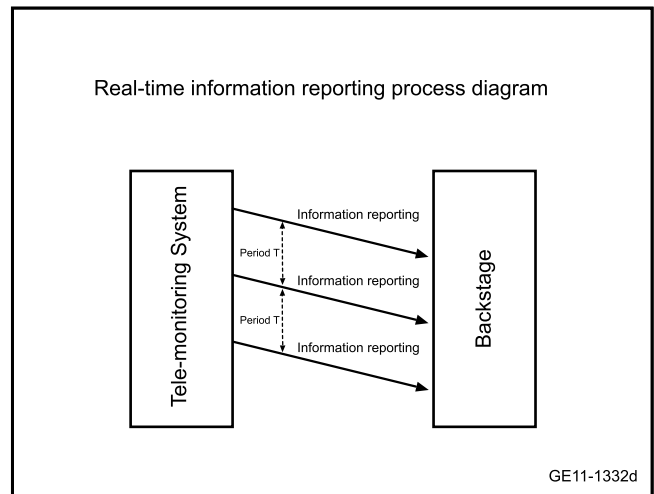 Real-time information reporting process diagram
Tele-monitoring System
Information reporting
Period T
Information reporting
Period T
Information reporting
Backstage
GE11-1332d